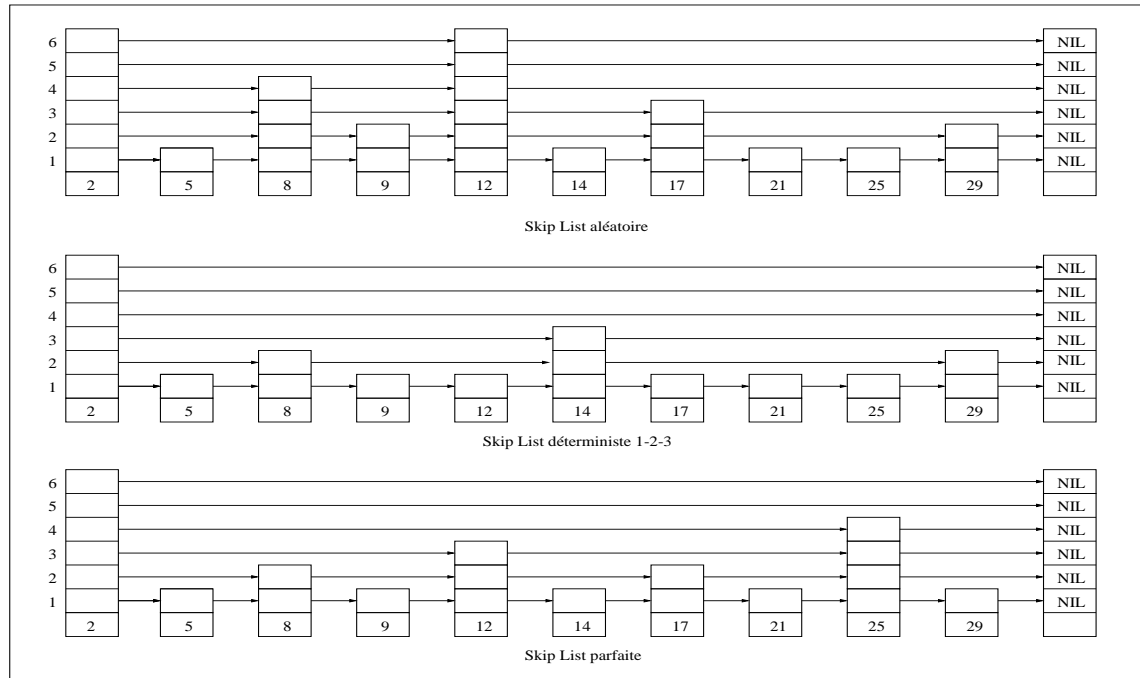 6 NIL
5 NIL
4 NIL
3 NIL
2 NIL
1 NIL
2 5 8 9 12 14 17 21 25 29
Skip List aléatoire
6 NIL
5 NIL
4 NIL
3 NIL
2 NIL
1 NIL
2 5 8 9 12 14 17 21 25 29
Skip List déterministe 1-2-3
6 NIL
5 NIL
4 NIL
3 NIL
2 NIL
1 NIL
2 5 8 9 12 14 17 21 25 29
Skip List parfaite